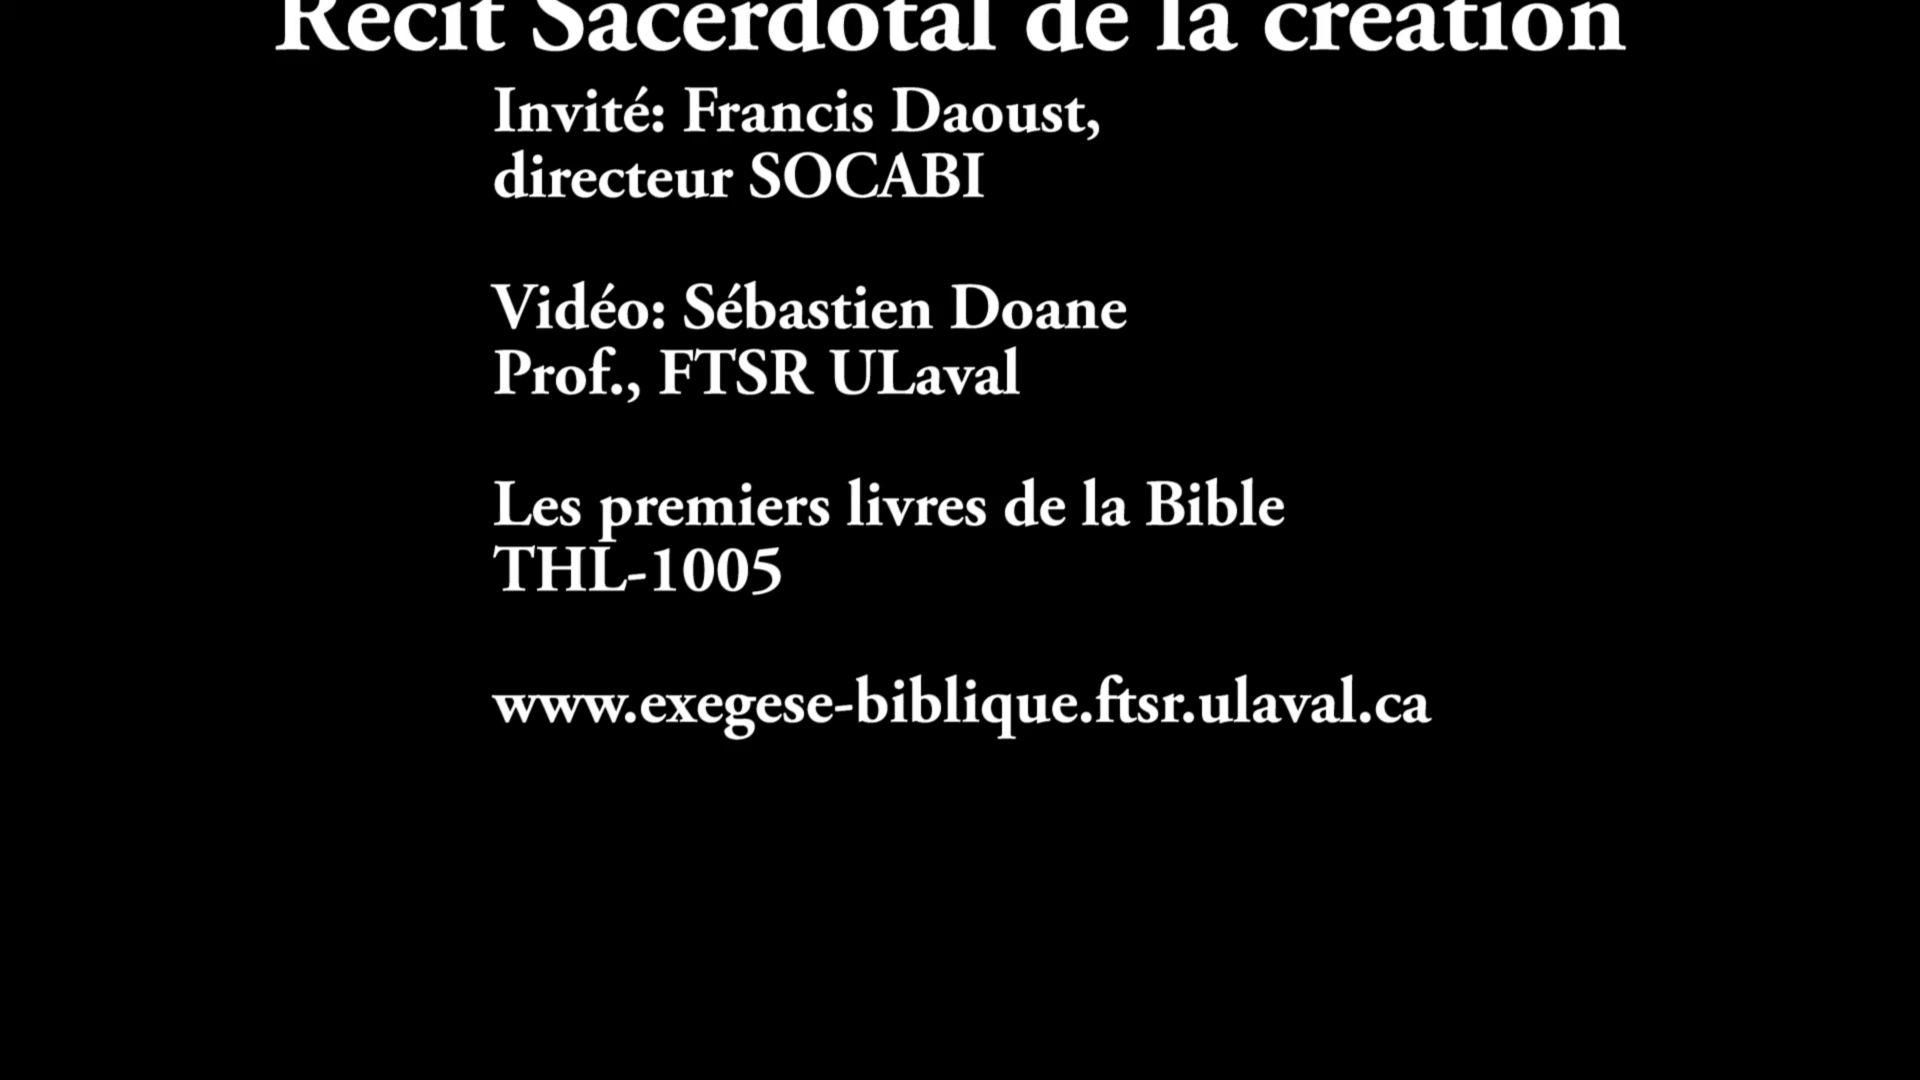 Récit Sacerdotal de la création
Invité: Francis Daoust,
directeur SOCABI
Vidéo: Sébastien Doane
Prof., FTSR ULaval
Les premiers livres de la Bible
THL-1005
www.exegese-biblique.ftsr.ulaval.ca